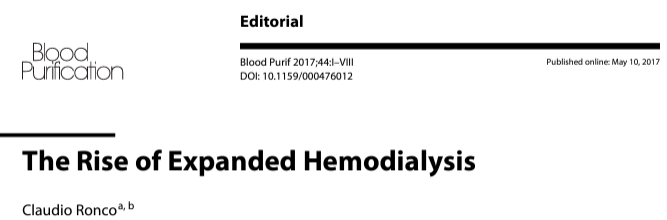 Editorial
Blood
Purification
Blood Purif 2017;44:I–VIII
DOI: 10.1159/000476012
Published online: May 10, 2017
The Rise of Expanded Hemodialysis
Claudio Ronco a, b